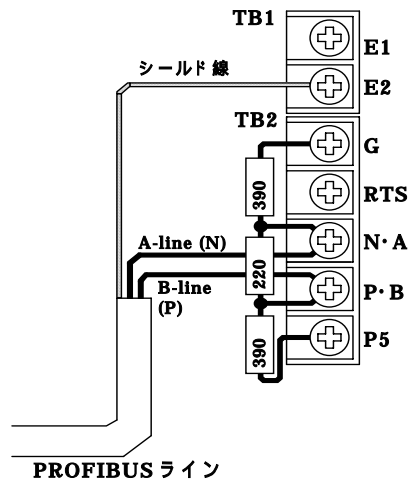 TB1
E1
シールド線
E2
TB2
G
390
RTS
A-line (N)
N・A
220
B-line
(P)
P・B
390
P5
PROFIBUSライン